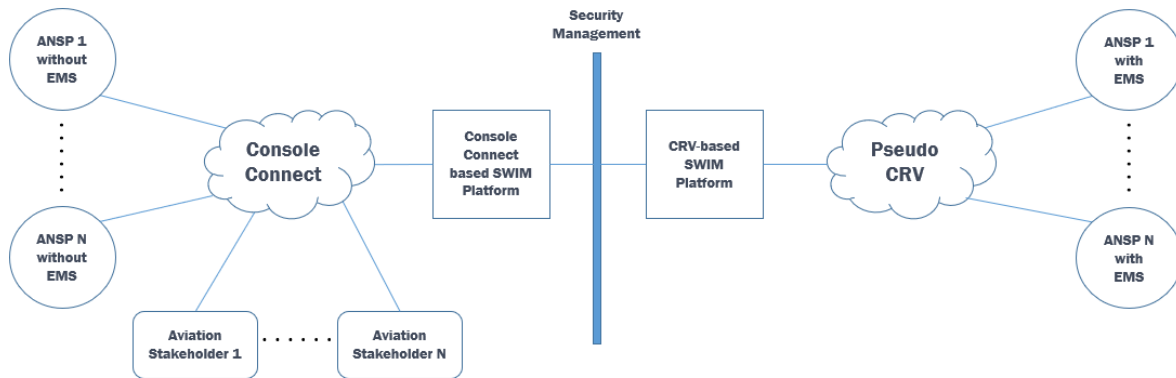 Security
Management
ANSP 1
without
EMS
ANSP 1
with
EMS
Console
Connect
Console
Connect
based SWIM
Platform
CRV-based
SWIM
Platform
Pseudo
CRV
ANSP N
without
EMS
ANSP N
with
EMS
Aviation
Stakeholder 1
Aviation
Stakeholder N